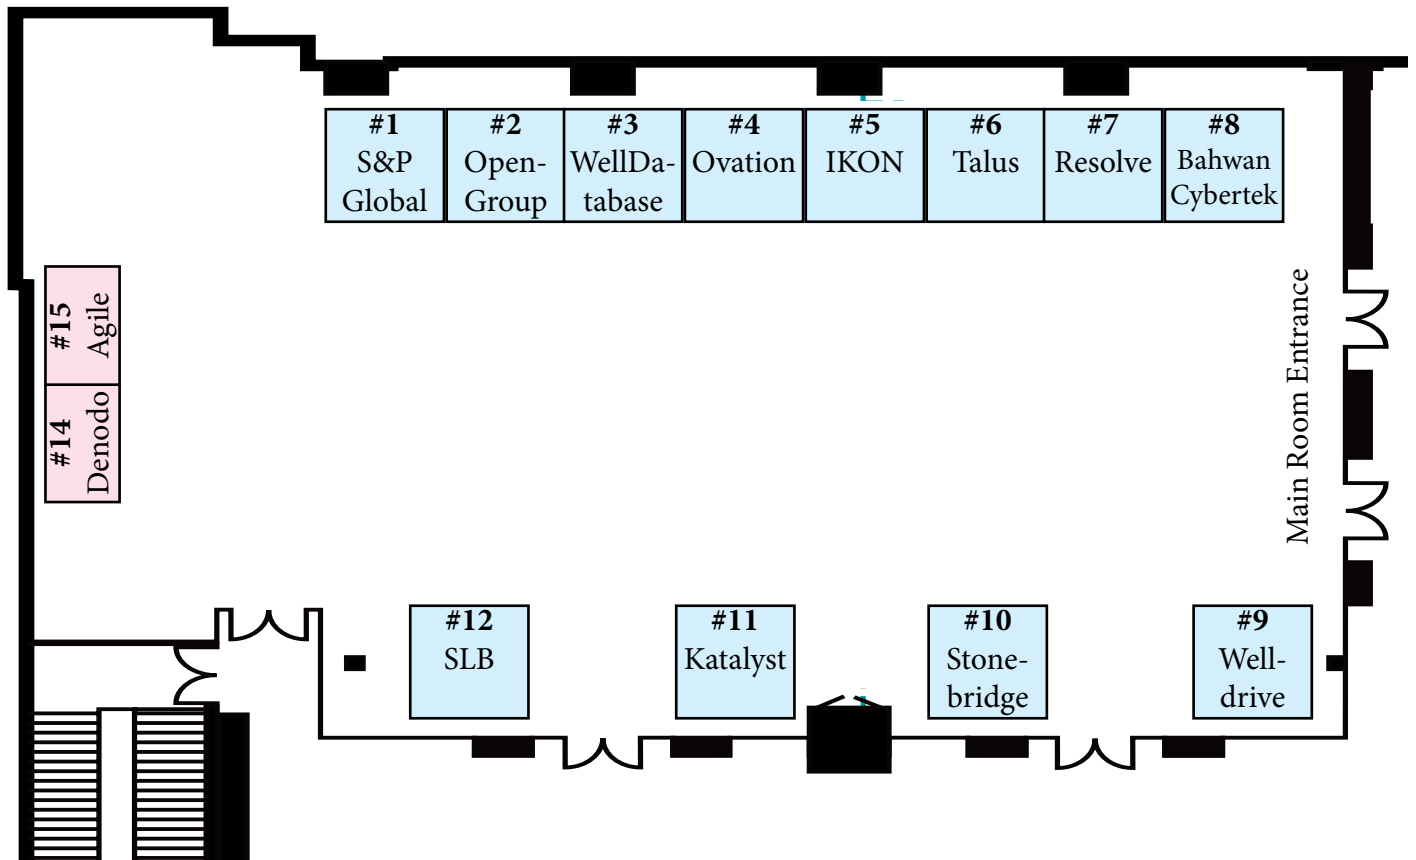 #1
S&P
Global
#2
Open-
Group
#3
WellDa-
tabase
#4
Ovation
#5
IKON
#6
Talus
#7
Resolve
#8
Bahwan
Cybertek
#15
Agile
#14
Denodo
Main Room Entrance
#12
SLB
#11
Katalyst
#10
Stone-
bridge
#9
Well-
drive